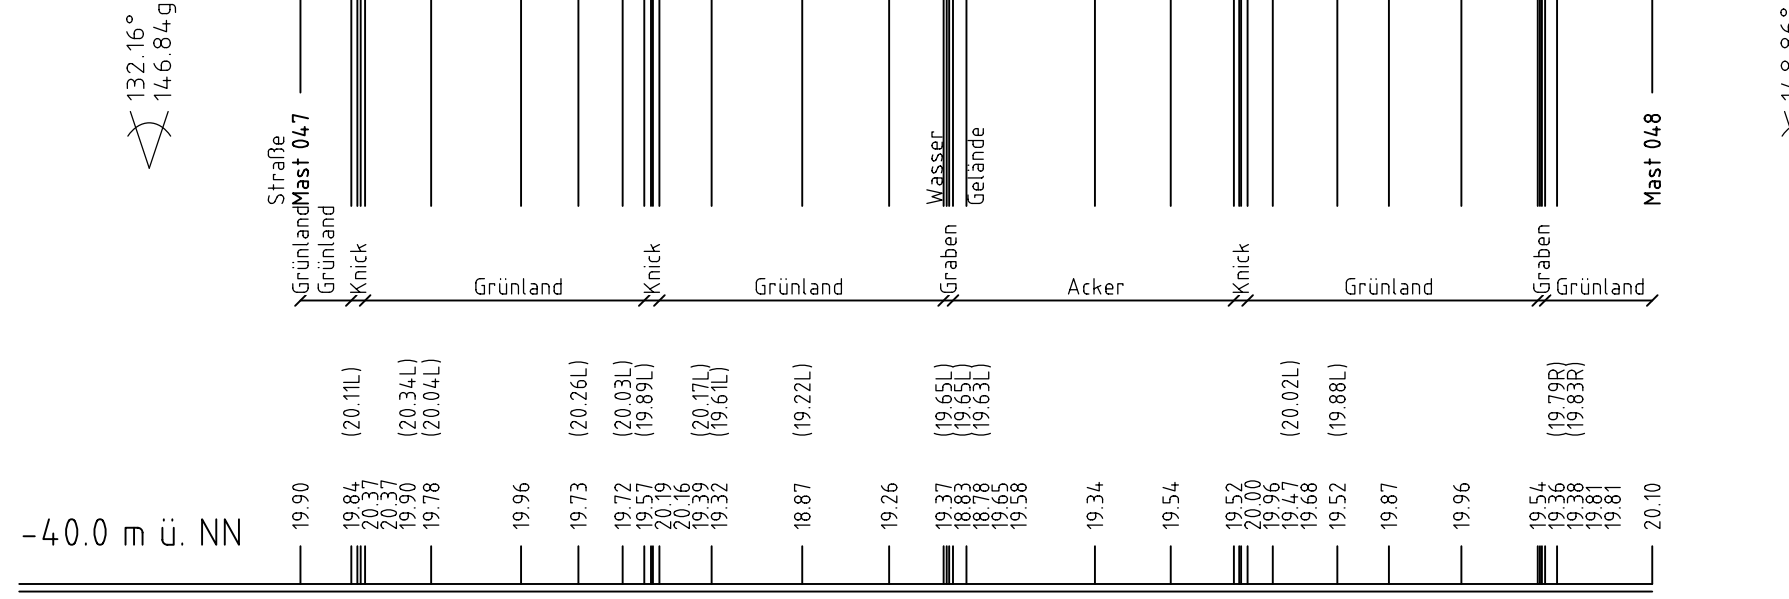 132.16°
146.84g
Straße
Mast 047
Wasser
Gelände
Mast 048
Grünland
Grünland
Knick
Grünland
Knick
Grünland
Graben
Acker
Knick
Grünland
Graben
Grünland
(20.11L)
(20.34L)
(20.04L)
(20.26L)
(20.03L)
(19.89L)
(20.17L)
(19.61L)
(19.22L)
(19.65L)
(19.65L)
(19.63L)
(20.02L)
(19.88L)
(19.79R)
(19.83R)
-40.0 m ü. NN
19.90
19.84
20.37
20.37
19.90
19.78
19.96
19.73
19.72
19.57
20.19
20.16
19.39
19.32
18.87
19.26
19.37
18.83
18.78
19.65
19.58
19.34
19.54
19.52
20.00
19.96
19.47
19.68
19.52
19.87
19.96
19.54
19.36
19.38
19.81
19.81
20.10